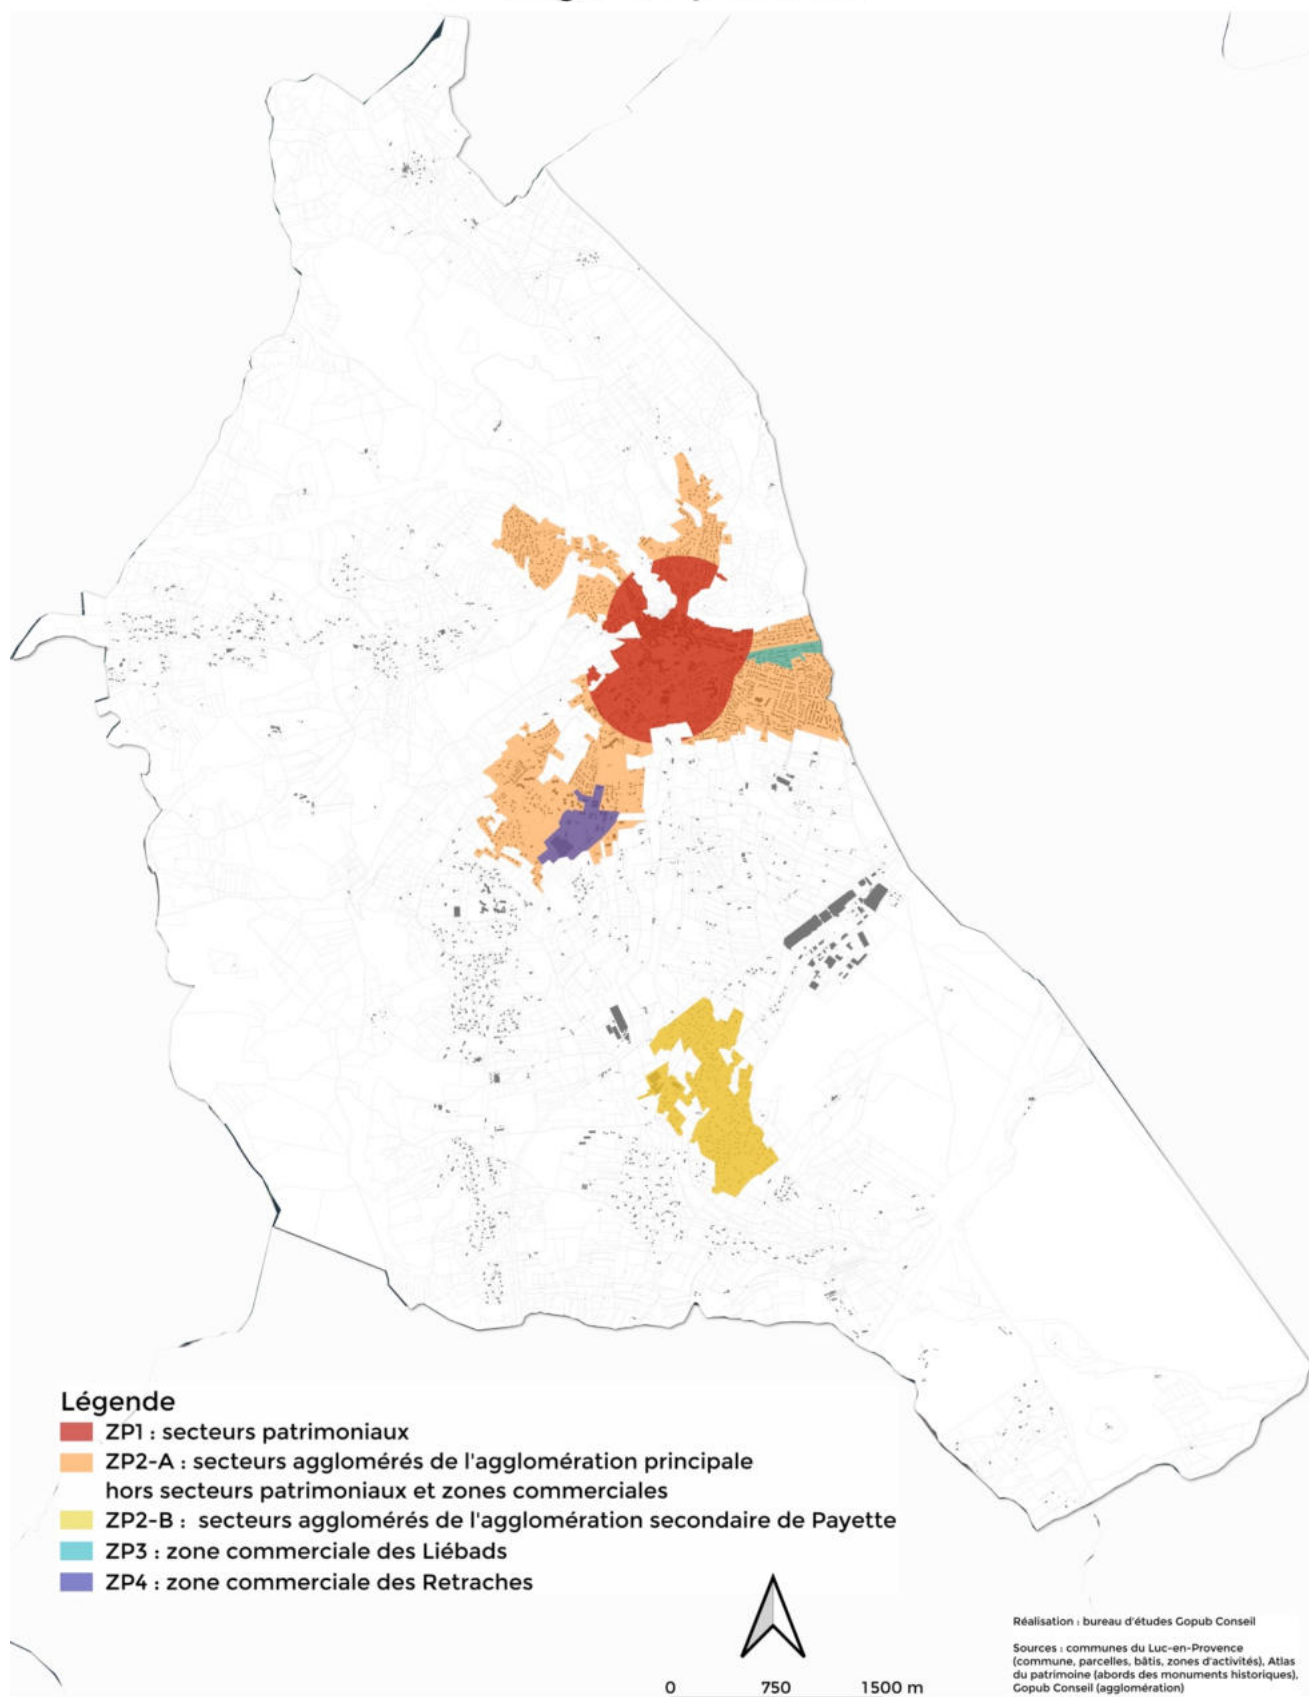 Légende
ZP1 : secteurs patrimoniaux
ZP2-A : secteurs agglomérés de l'agglomération principale
hors secteurs patrimoniaux et zones commerciales
ZP2-B : secteurs agglomérés de l'agglomération secondaire de Payette
ZP3 : zone commerciale des Liébads
ZP4 : zone commerciale des Retraches
Réalisation : bureau d'études Gopub Conseil
Sources : communes du Luc-en-Provence
(commune, parcelles, bâtis, zones d'activités), Atlas
du patrimoine (abords des monuments historiques),
Gopub Conseil (agglomération)
0 750 1500 m